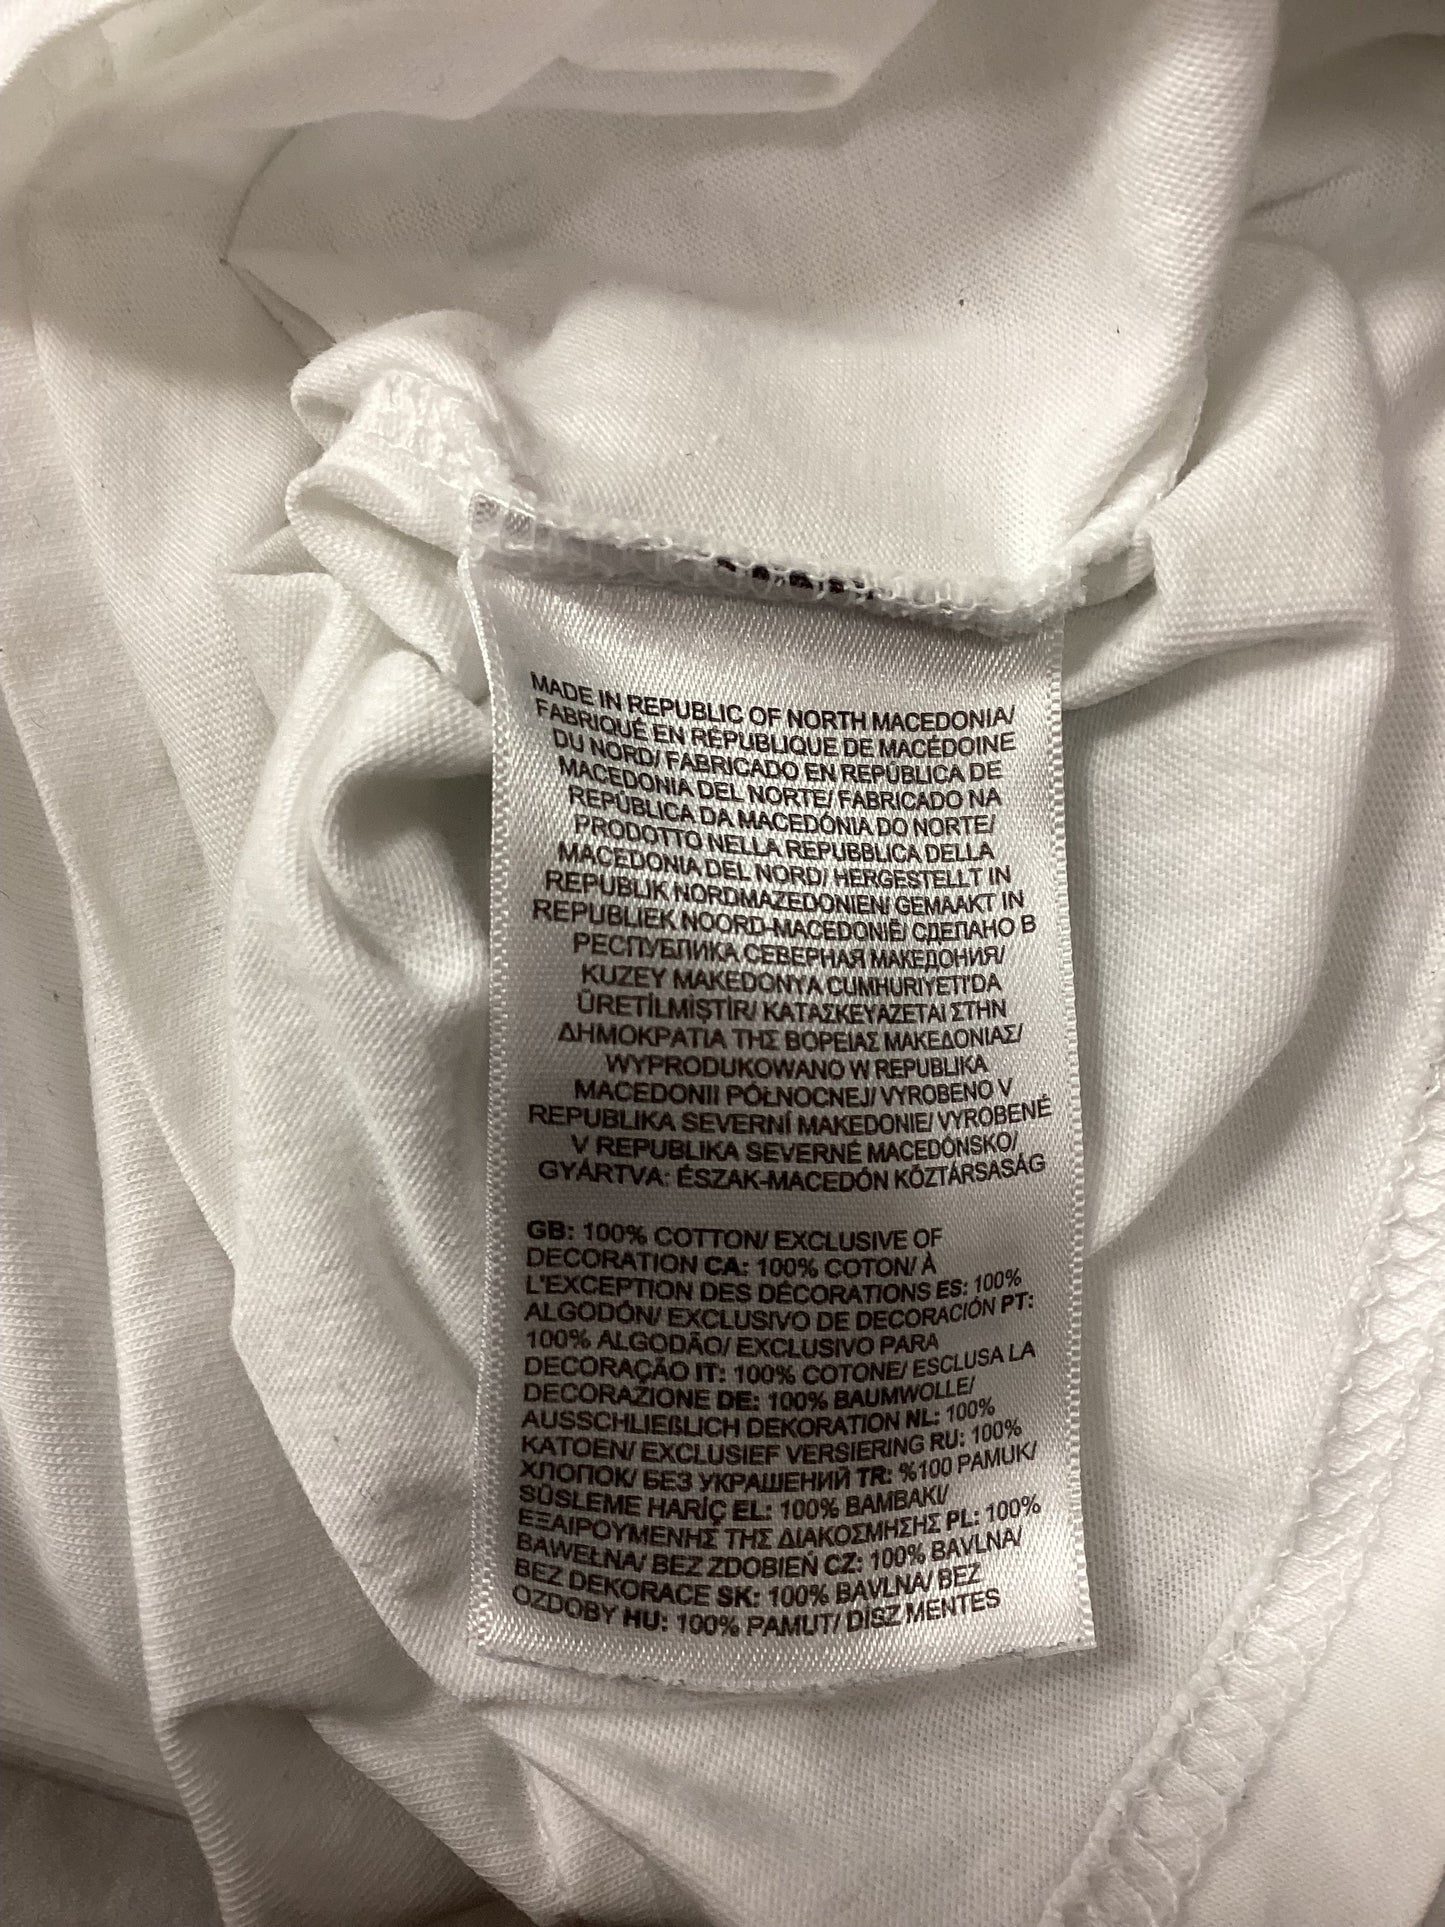 MADE IN REPUBLIC OF NORTH MACEDONIA/
FABRIQUÉ EN RÉPUBLIQUE DE MACÉDOINE
DU NORD/ FABRICADO EN REPÚBLICA DE
MACEDONIA DEL NORTE/ FABRICADO NA
REPÚBLICA DA MACEDÓNIA DO NORTE/
PRODOTTO NELLA REPUBBLICA DELLA
MACEDONIA DEL NORD/ HERGESTELLT IN
REPUBLIK NORDMAZEDONIEN/ GEMAAKT IN
REPUBLIEK NOORD-MACEDONIË/ СДЕПАНО В
РЕСПУБЛИКА СЕВЕРНАЯ МАКЕДОНИЯ/
KUZEY MAKEDONYA CUMHURIYETI'DA
ÜRETİLMİŞTİR/ ΚΑΤΑΣΚΕΥΑΖΕΤΑΙ ΣΤΗΝ
ΔΗΜΟΚΡΑΤΙΑ ΤΗΣ ΒΟΡΕΙΑΣ ΜΑΚΕΔΟΝΙΑΣ/
WYPRODUKOWANO W REPUBLIKA
MACEDONII PÓŁNOCNEJ/ VYROBENO V
REPUBLIKA SEVERNÍ MAKEDONIE/ VYROBENÉ
V REPUBLIKA SEVERNÉ MACEDÓNSKO/
GYÁRTVA: ÉSZAK-MACEDÓN KÖZTÁRSASÁG
GB: 100% COTTON/ EXCLUSIVE OF
DECORATION CA: 100% COTON/ À
L'EXCEPTION DES DÉCORATIONS ES: 100%
ALGODÓN/ EXCLUSIVO DE DECORACIÓN PT:
100% ALGODÃO/ EXCLUSIVO PARA
DECORAÇÃO IT: 100% COTONE/ ESCLUSA LA
DECORAZIONE DE: 100% BAUMWOLLE/
AUSSCHLIEßLICH DEKORATION NL: 100%
KATOEN/ EXCLUSIEF VERSIERING RU: 100%
ХЛОПОК/ БЕЗ УКРАШЕНИЙ TR: %100 PAMUK/
SÜSLEME HARİÇ EL: 100% ΒΑΜΒΑΚΙ/
ΕΞΑΙΡΟΥΜΕΝΗΣ ΤΗΣ ΔΙΑΚΟΣΜΗΣΗΣ PL: 100%
BAWEŁNA/ BEZ ZDOBIEŃ CZ: 100% BAVLNA/
BEZ DEKORACE SK: 100% BAVLNA/ BEZ
OZDOBY HU: 100% PAMUT/ DÍSZ MENTES